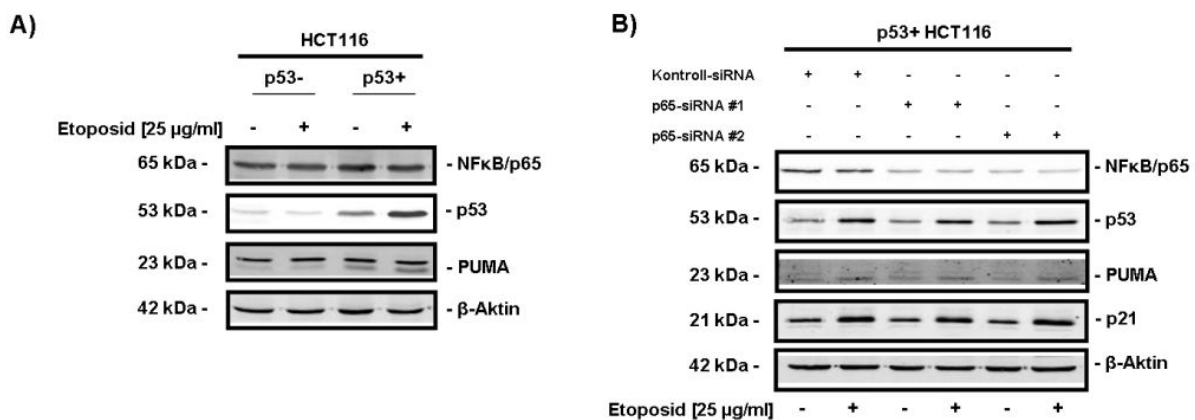 A)
HCT116
p53- p53+
Etoposid [25 µg/ml] - + - +
65 kDa - - NFκB/p65
53 kDa - - p53
23 kDa - - PUMA
42 kDa - - β-Aktin
B)
p53+ HCT116
Kontroll-siRNA + + - - - -
p65-siRNA #1 - - + + - -
p65-siRNA #2 - - - - + +
65 kDa - - NFκB/p65
53 kDa - - p53
23 kDa - - PUMA
21 kDa - - p21
42 kDa - - β-Aktin
Etoposid [25 µg/ml] - + - + - +